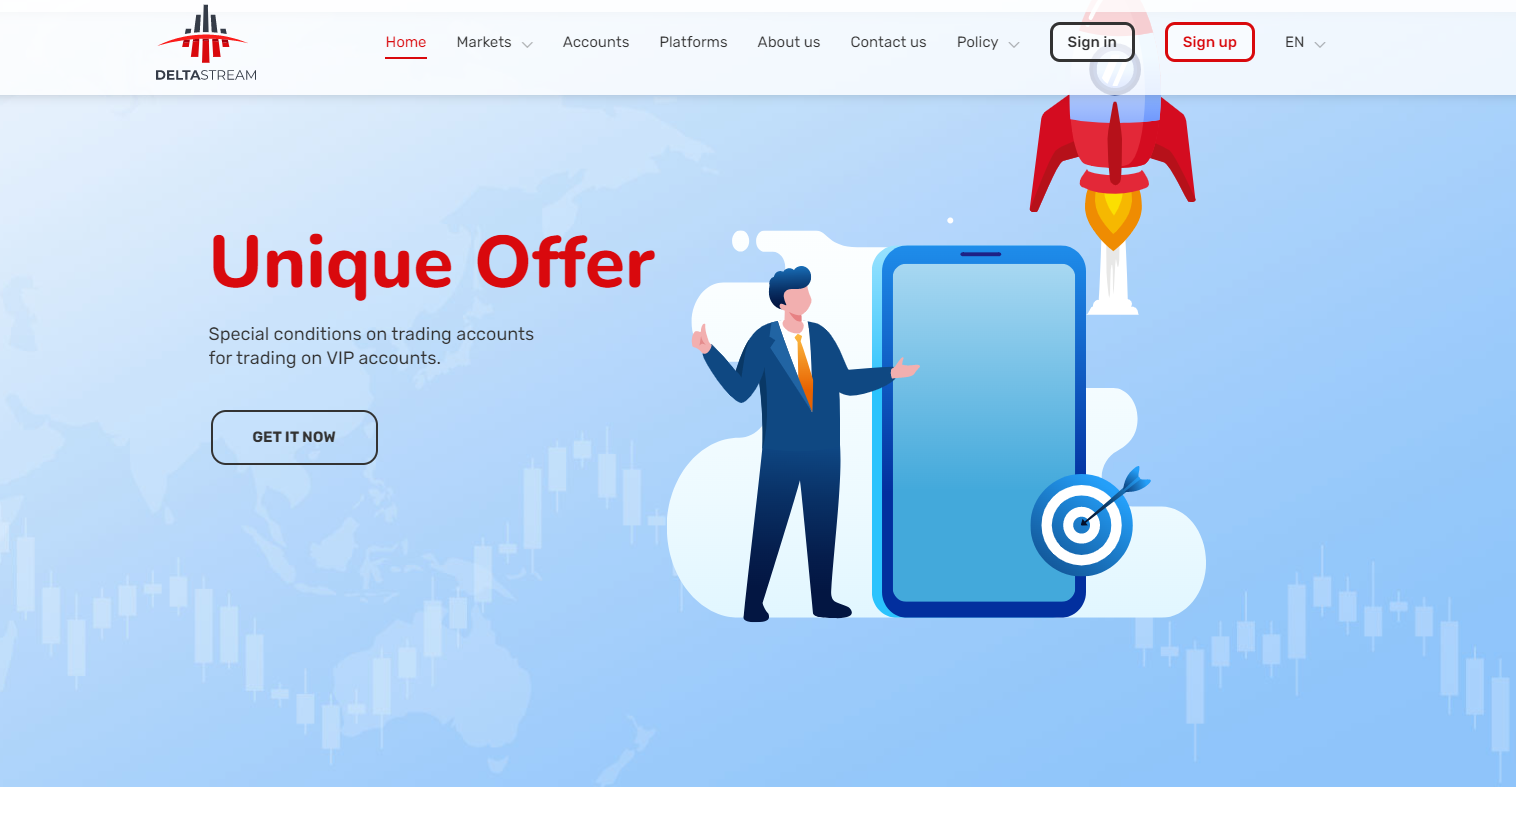 DELTASTREAM
Home Markets Accounts Platforms About us Contact us Policy Sign in Sign up EN
Unique Offer
Special conditions on trading accounts
for trading on VIP accounts.
GET IT NOW